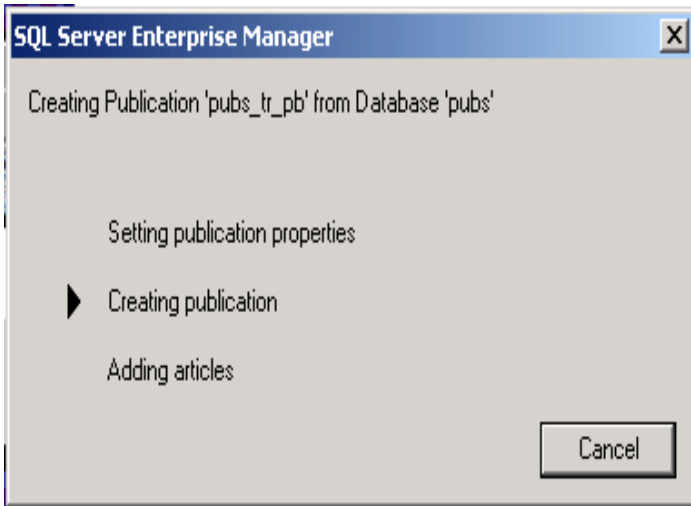 SQL Server Enterprise Manager
Creating Publication 'pubs_tr_pb' from Database 'pubs'
Setting publication properties
Creating publication
Adding articles
Cancel